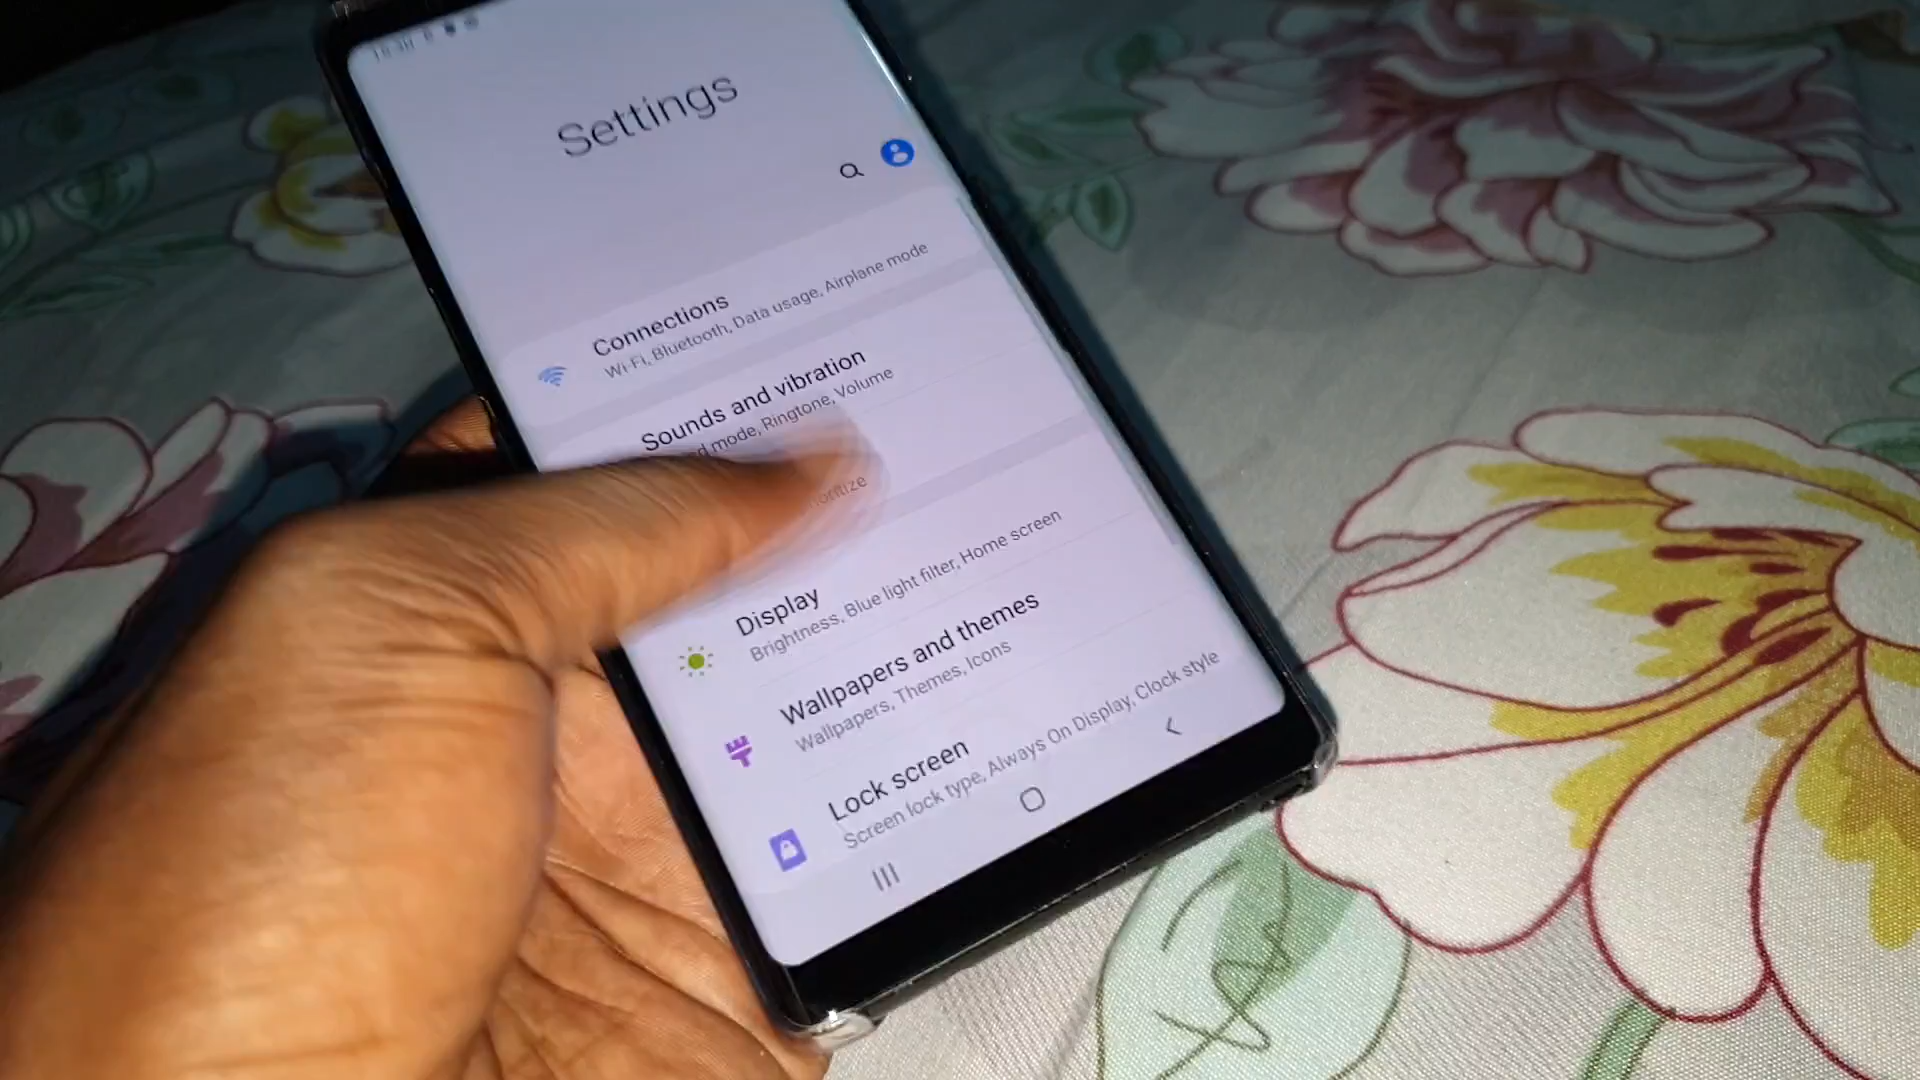 Settings
Connections
Wi-Fi, Bluetooth, Data usage, Airplane mode
Sounds and vibration
mode, Ringtone, Volume
Display
Brightness, Blue light filter, Home screen
Wallpapers and themes
Wallpapers, Themes, Icons
Lock screen
Screen lock type, Always On Display, Clock style